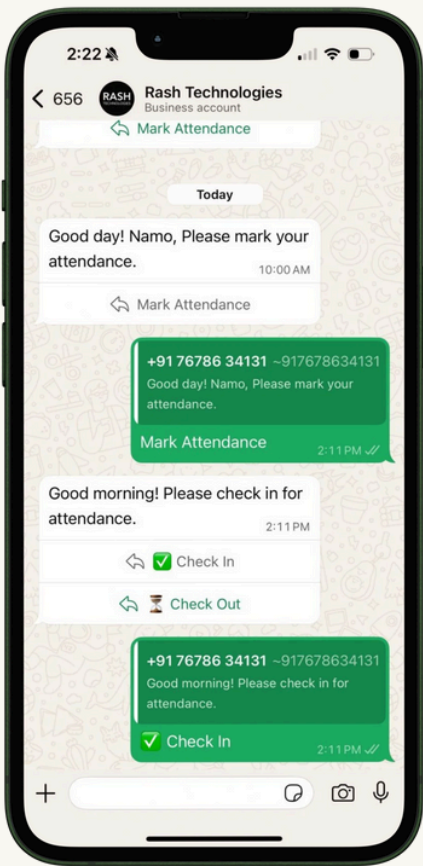 2:22
656
RASH
Rash Technologies
Business account
Mark Attendance
Today
Good day! Namo, Please mark your
attendance.
10:00 AM
Mark Attendance
+91 76786 34131 ~917678634131
Good day! Namo, Please mark your
attendance.
Mark Attendance
2:11 PM
Good morning! Please check in for
attendance.
2:11 PM
✅ Check In
⏳ Check Out
+91 76786 34131 ~917678634131
Good morning! Please check in for
attendance.
✅ Check In
2:11 PM